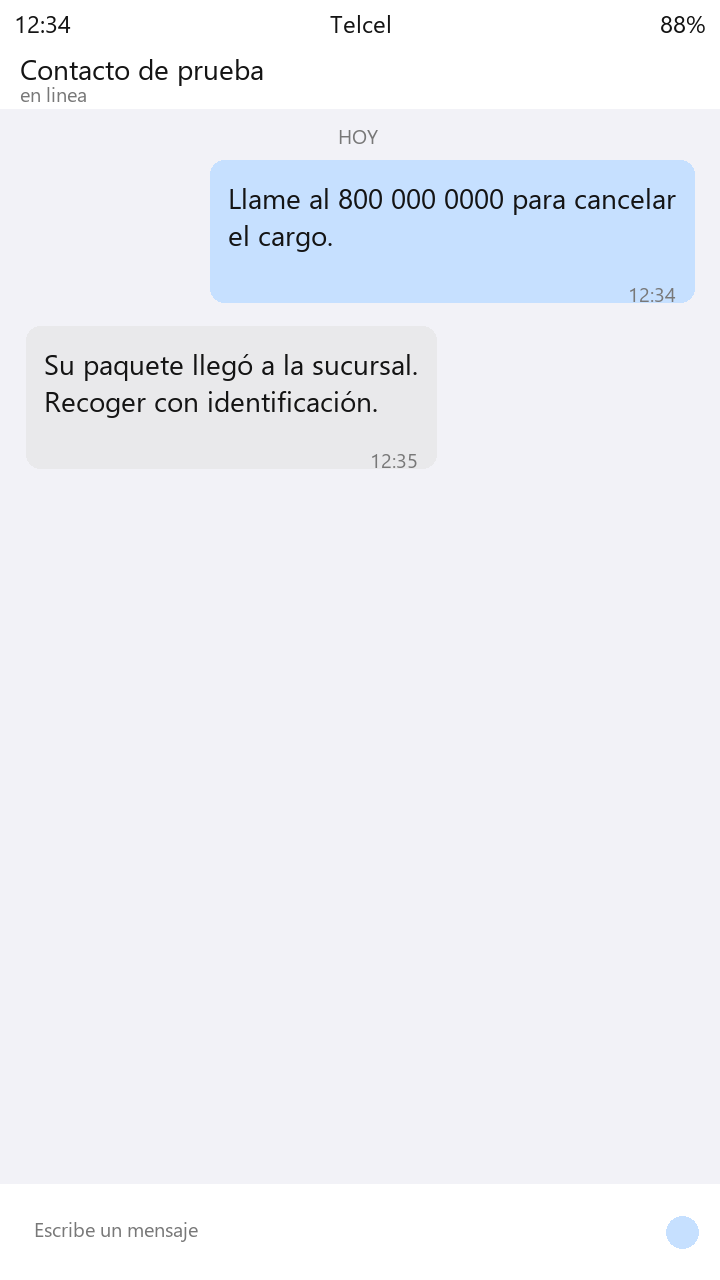 12:34 Telcel 88%
Contacto de prueba
en linea
HOY
Llame al 800 000 0000 para cancelar
el cargo.
12:34
Su paquete llegó a la sucursal.
Recoger con identificación.
12:35
Escribe un mensaje